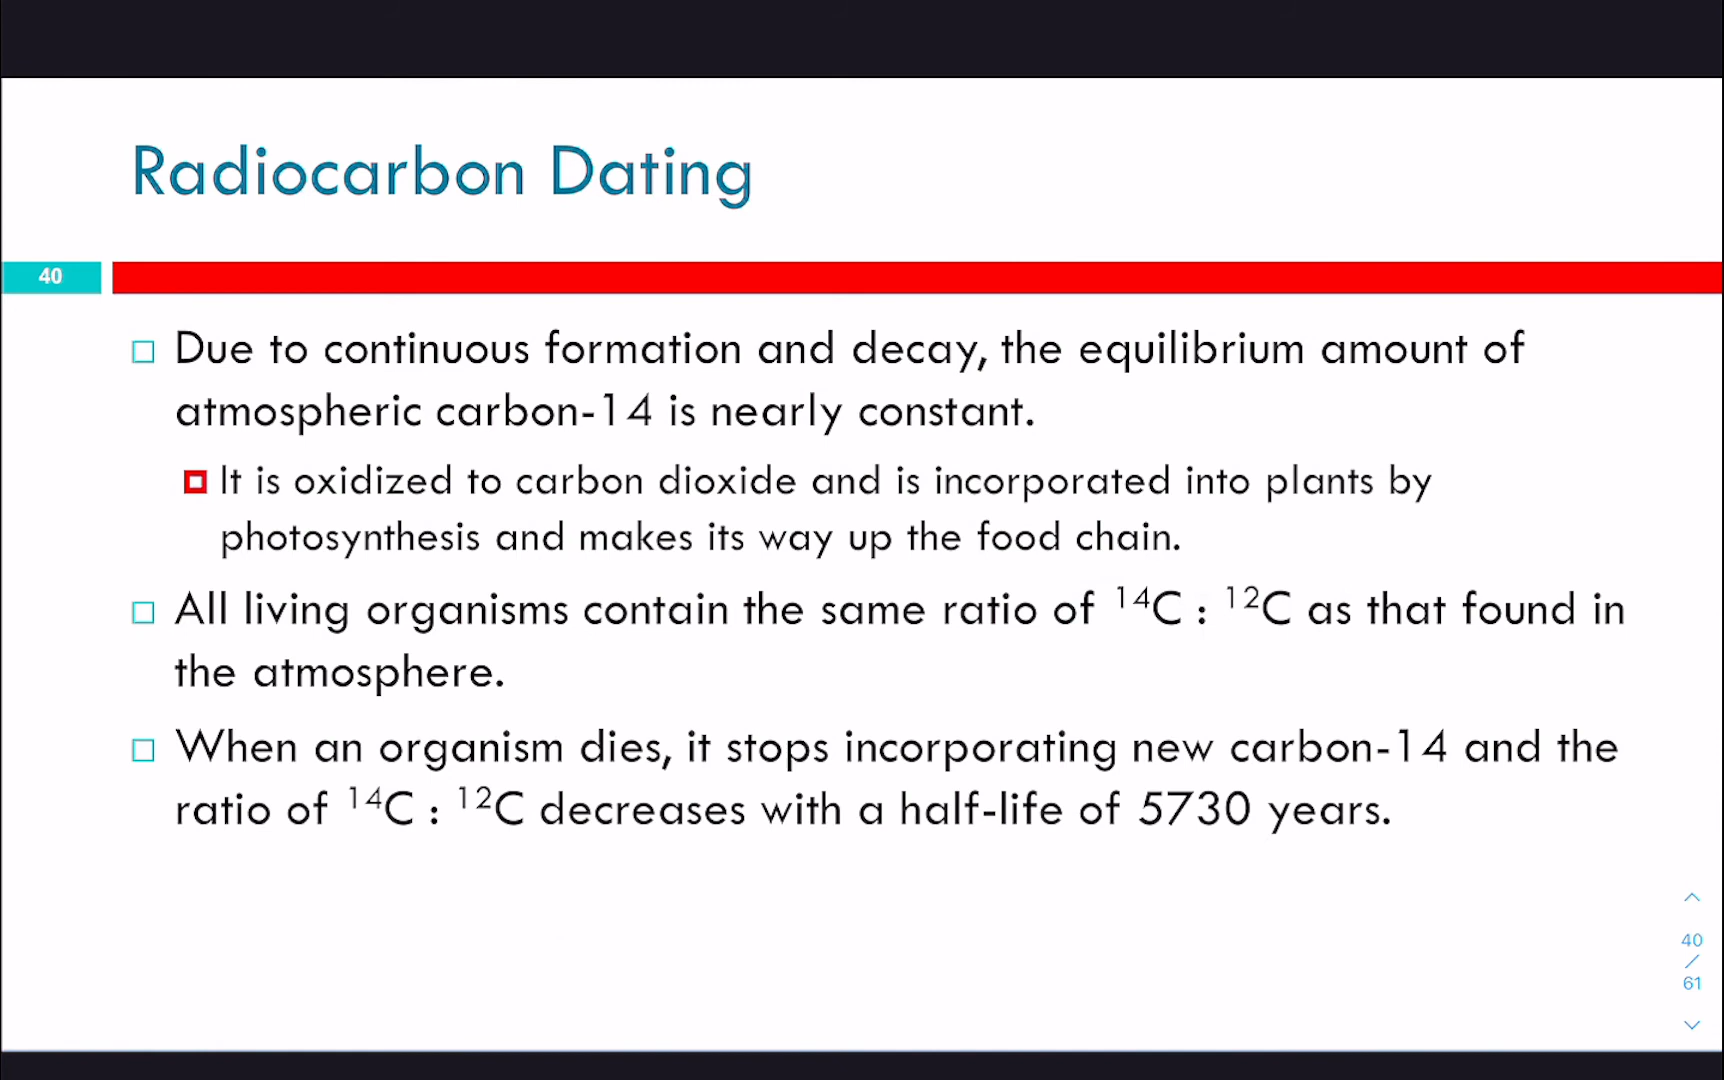 Radiocarbon Dating
40
Due to continuous formation and decay, the equilibrium amount of
atmospheric carbon-14 is nearly constant.
It is oxidized to carbon dioxide and is incorporated into plants by
photosynthesis and makes its way up the food chain.
All living organisms contain the same ratio of ¹⁴C : ¹²C as that found in
the atmosphere.
When an organism dies, it stops incorporating new carbon-14 and the
ratio of ¹⁴C : ¹²C decreases with a half-life of 5730 years.
40
/
61